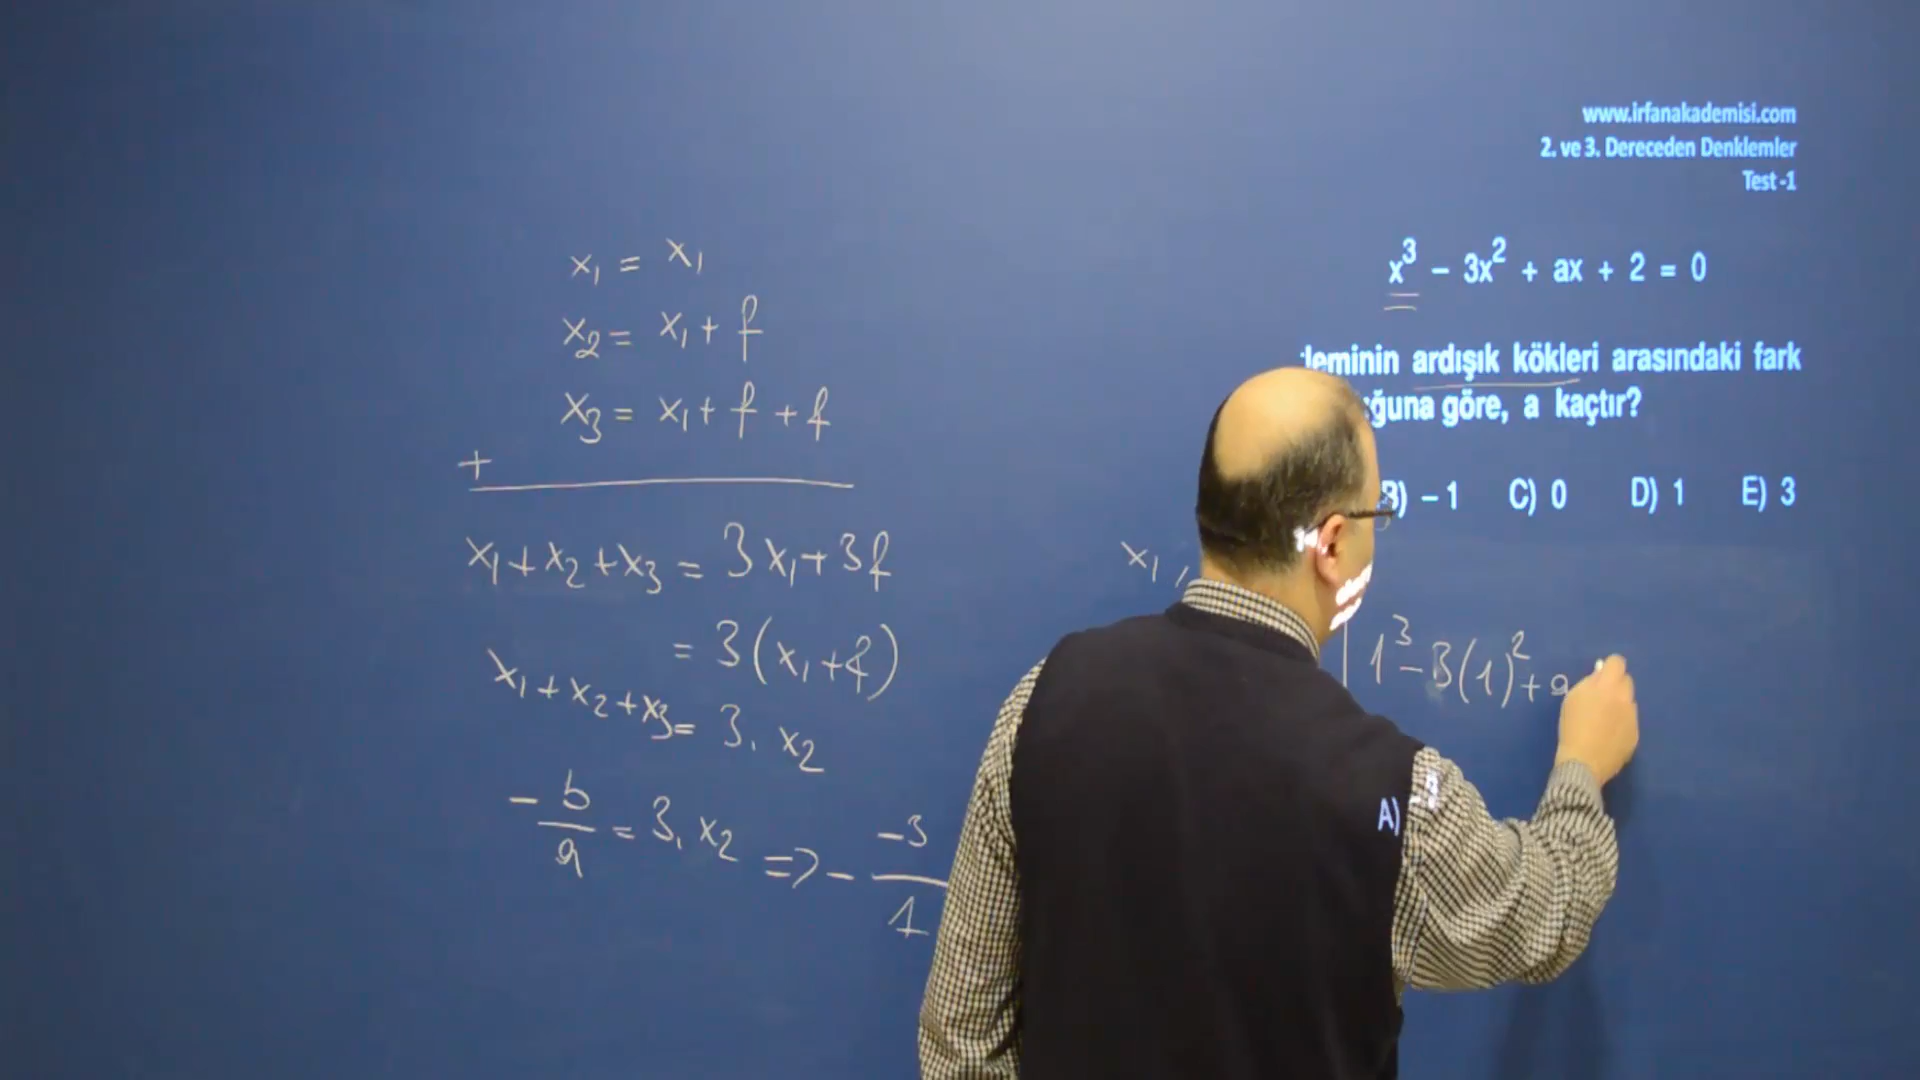 www.irfanakademisi.com
2. ve 3. Dereceden Denklemler
Test -1
x³ - 3x² + ax + 2 = 0
ardışık kökleri arasındaki fark
göre, a kaçtır?
B) - 1 C) 0 D) 1 E) 3
A)
x₁ = x₁
x₂ = x₁ + f
x₃ = x₁ + f + f
+
x₁ + x₂ + x₃ = 3x₁ + 3f
= 3(x₁ + f)
x₁ + x₂ + x₃ = 3. x₂
- b/a = 3. x₂ => - -3/1
x₁,
1³ - 3(1)² + a